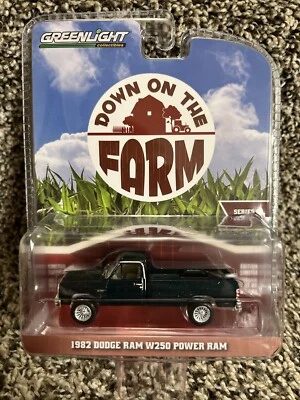 GREENLIGHT
collectibles
DOWN ON THE
FARM
SERIES
1982 DODGE RAM W250 POWER RAM